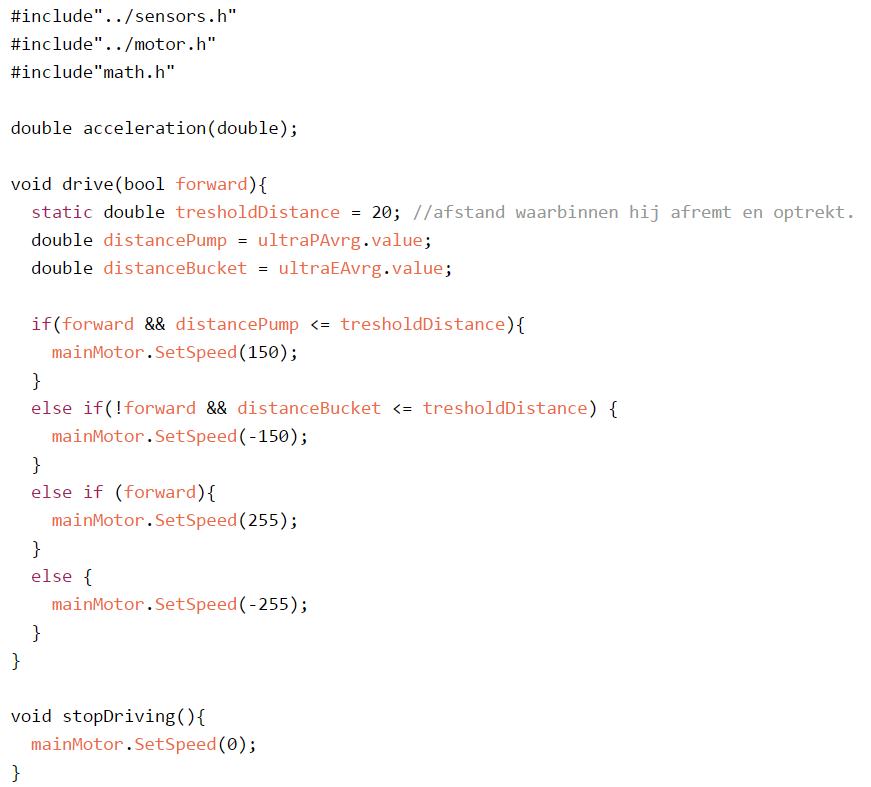 #include"../sensors.h"
#include"../motor.h"
#include"math.h"

double acceleration(double);

void drive(bool forward){
  static double tresholdDistance = 20; //afstand waarbinnen hij afremt en optrekt.
  double distancePump = ultraPAvrg.value;
  double distanceBucket = ultraEAvrg.value;

  if(forward && distancePump <= tresholdDistance){
    mainMotor.SetSpeed(150);
  }
  else if(!forward && distanceBucket <= tresholdDistance) {
    mainMotor.SetSpeed(-150);
  }
  else if (forward){
    mainMotor.SetSpeed(255);
  }
  else {
    mainMotor.SetSpeed(-255);
  }
}

void stopDriving(){
  mainMotor.SetSpeed(0);
}